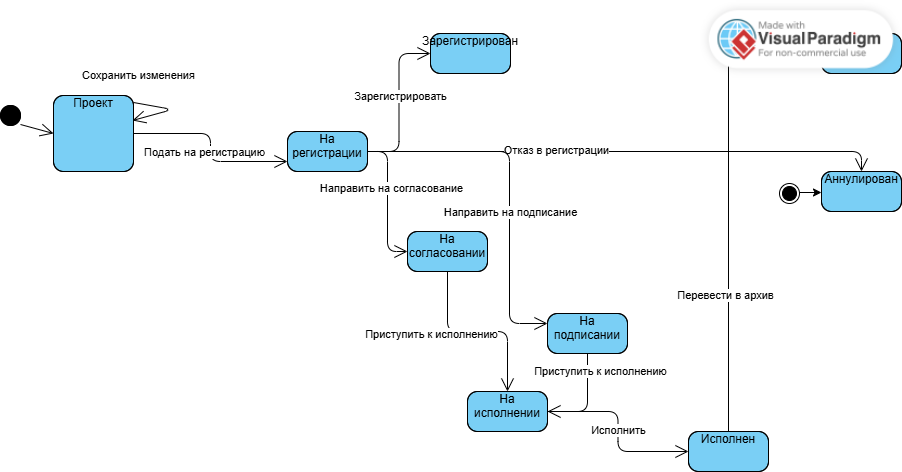 Made with
VisualParadigm
For non-commercial use
Зарегистрирован
Сохранить изменения
Зарегистрировать
Проект
На
регистрации
Подать на регистрацию
Отказ в регистрации
Аннулирован
Направить на согласование
Направить на подписание
На
согласовании
Перевести в архив
На
подписании
Приступить к исполнению
Приступить к исполнению
На
исполнении
Исполнить
Исполнен